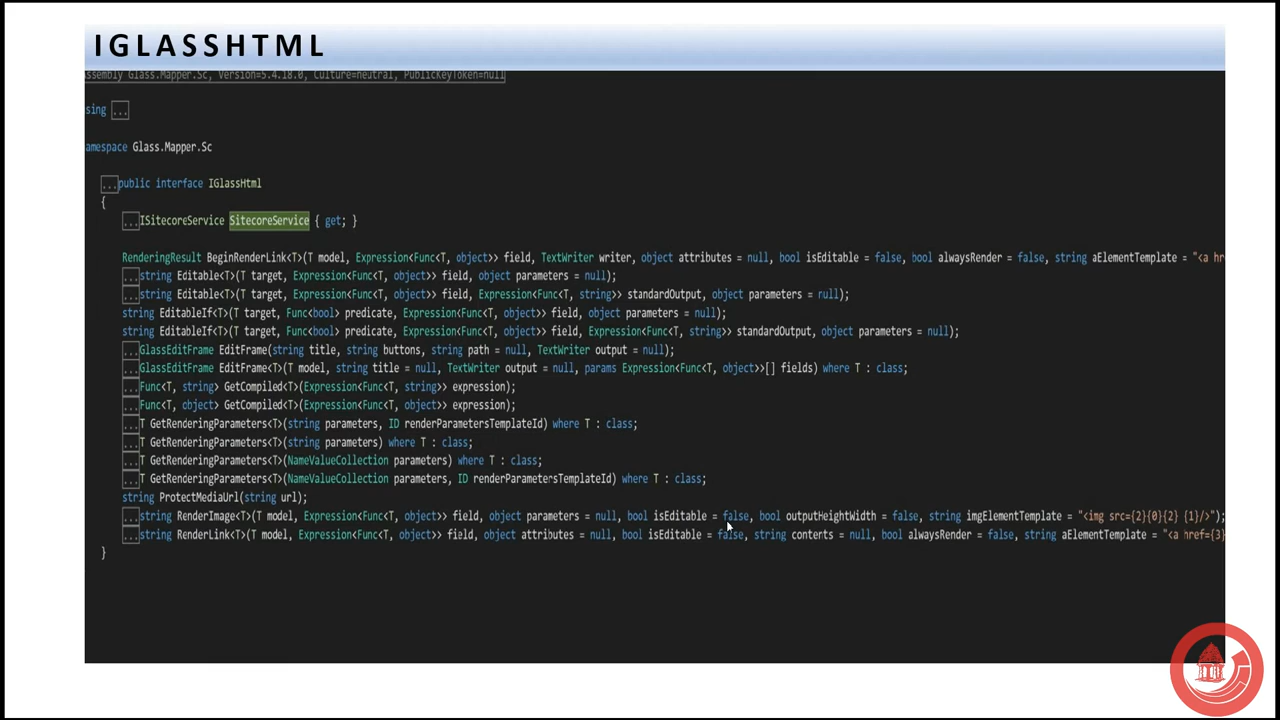 IGLASSHTML
ssembly Glass.Mapper.Sc, Version=5.4.18.0, Culture=neutral, PublicKeyToken=null
sing ...
amespace Glass.Mapper.Sc
...public interface IGlassHtml
{
...ISitecoreService SitecoreService { get; }
RenderingResult BeginRenderLink<T>(T model, Expression<Func<T, object>> field, TextWriter writer, object attributes = null, bool isEditable = false, bool alwaysRender = false, string aElementTemplate = "<a hr
...string Editable<T>(T target, Expression<Func<T, object>> field, object parameters = null);
...string Editable<T>(T target, Expression<Func<T, object>> field, Expression<Func<T, string>> standardOutput, object parameters = null);
string EditableIf<T>(T target, Func<bool> predicate, Expression<Func<T, object>> field, object parameters = null);
string EditableIf<T>(T target, Func<bool> predicate, Expression<Func<T, object>> field, Expression<Func<T, string>> standardOutput, object parameters = null);
...GlassEditFrame EditFrame(string title, string buttons, string path = null, TextWriter output = null);
...GlassEditFrame EditFrame<T>(T model, string title = null, TextWriter output = null, params Expression<Func<T, object>>[] fields) where T : class;
...Func<T, string> GetCompiled<T>(Expression<Func<T, string>> expression);
...Func<T, object> GetCompiled<T>(Expression<Func<T, object>> expression);
...T GetRenderingParameters<T>(string parameters, ID renderParametersTemplateId) where T : class;
...T GetRenderingParameters<T>(string parameters) where T : class;
...T GetRenderingParameters<T>(NameValueCollection parameters) where T : class;
...T GetRenderingParameters<T>(NameValueCollection parameters, ID renderParametersTemplateId) where T : class;
string ProtectMediaUrl(string url);
...string RenderImage<T>(T model, Expression<Func<T, object>> field, object parameters = null, bool isEditable = false, bool outputHeightWidth = false, string imgElementTemplate = "<img src={2}{0}{2} {1}/>");
...string RenderLink<T>(T model, Expression<Func<T, object>> field, object attributes = null, bool isEditable = false, string contents = null, bool alwaysRender = false, string aElementTemplate = "<a href={3}
}